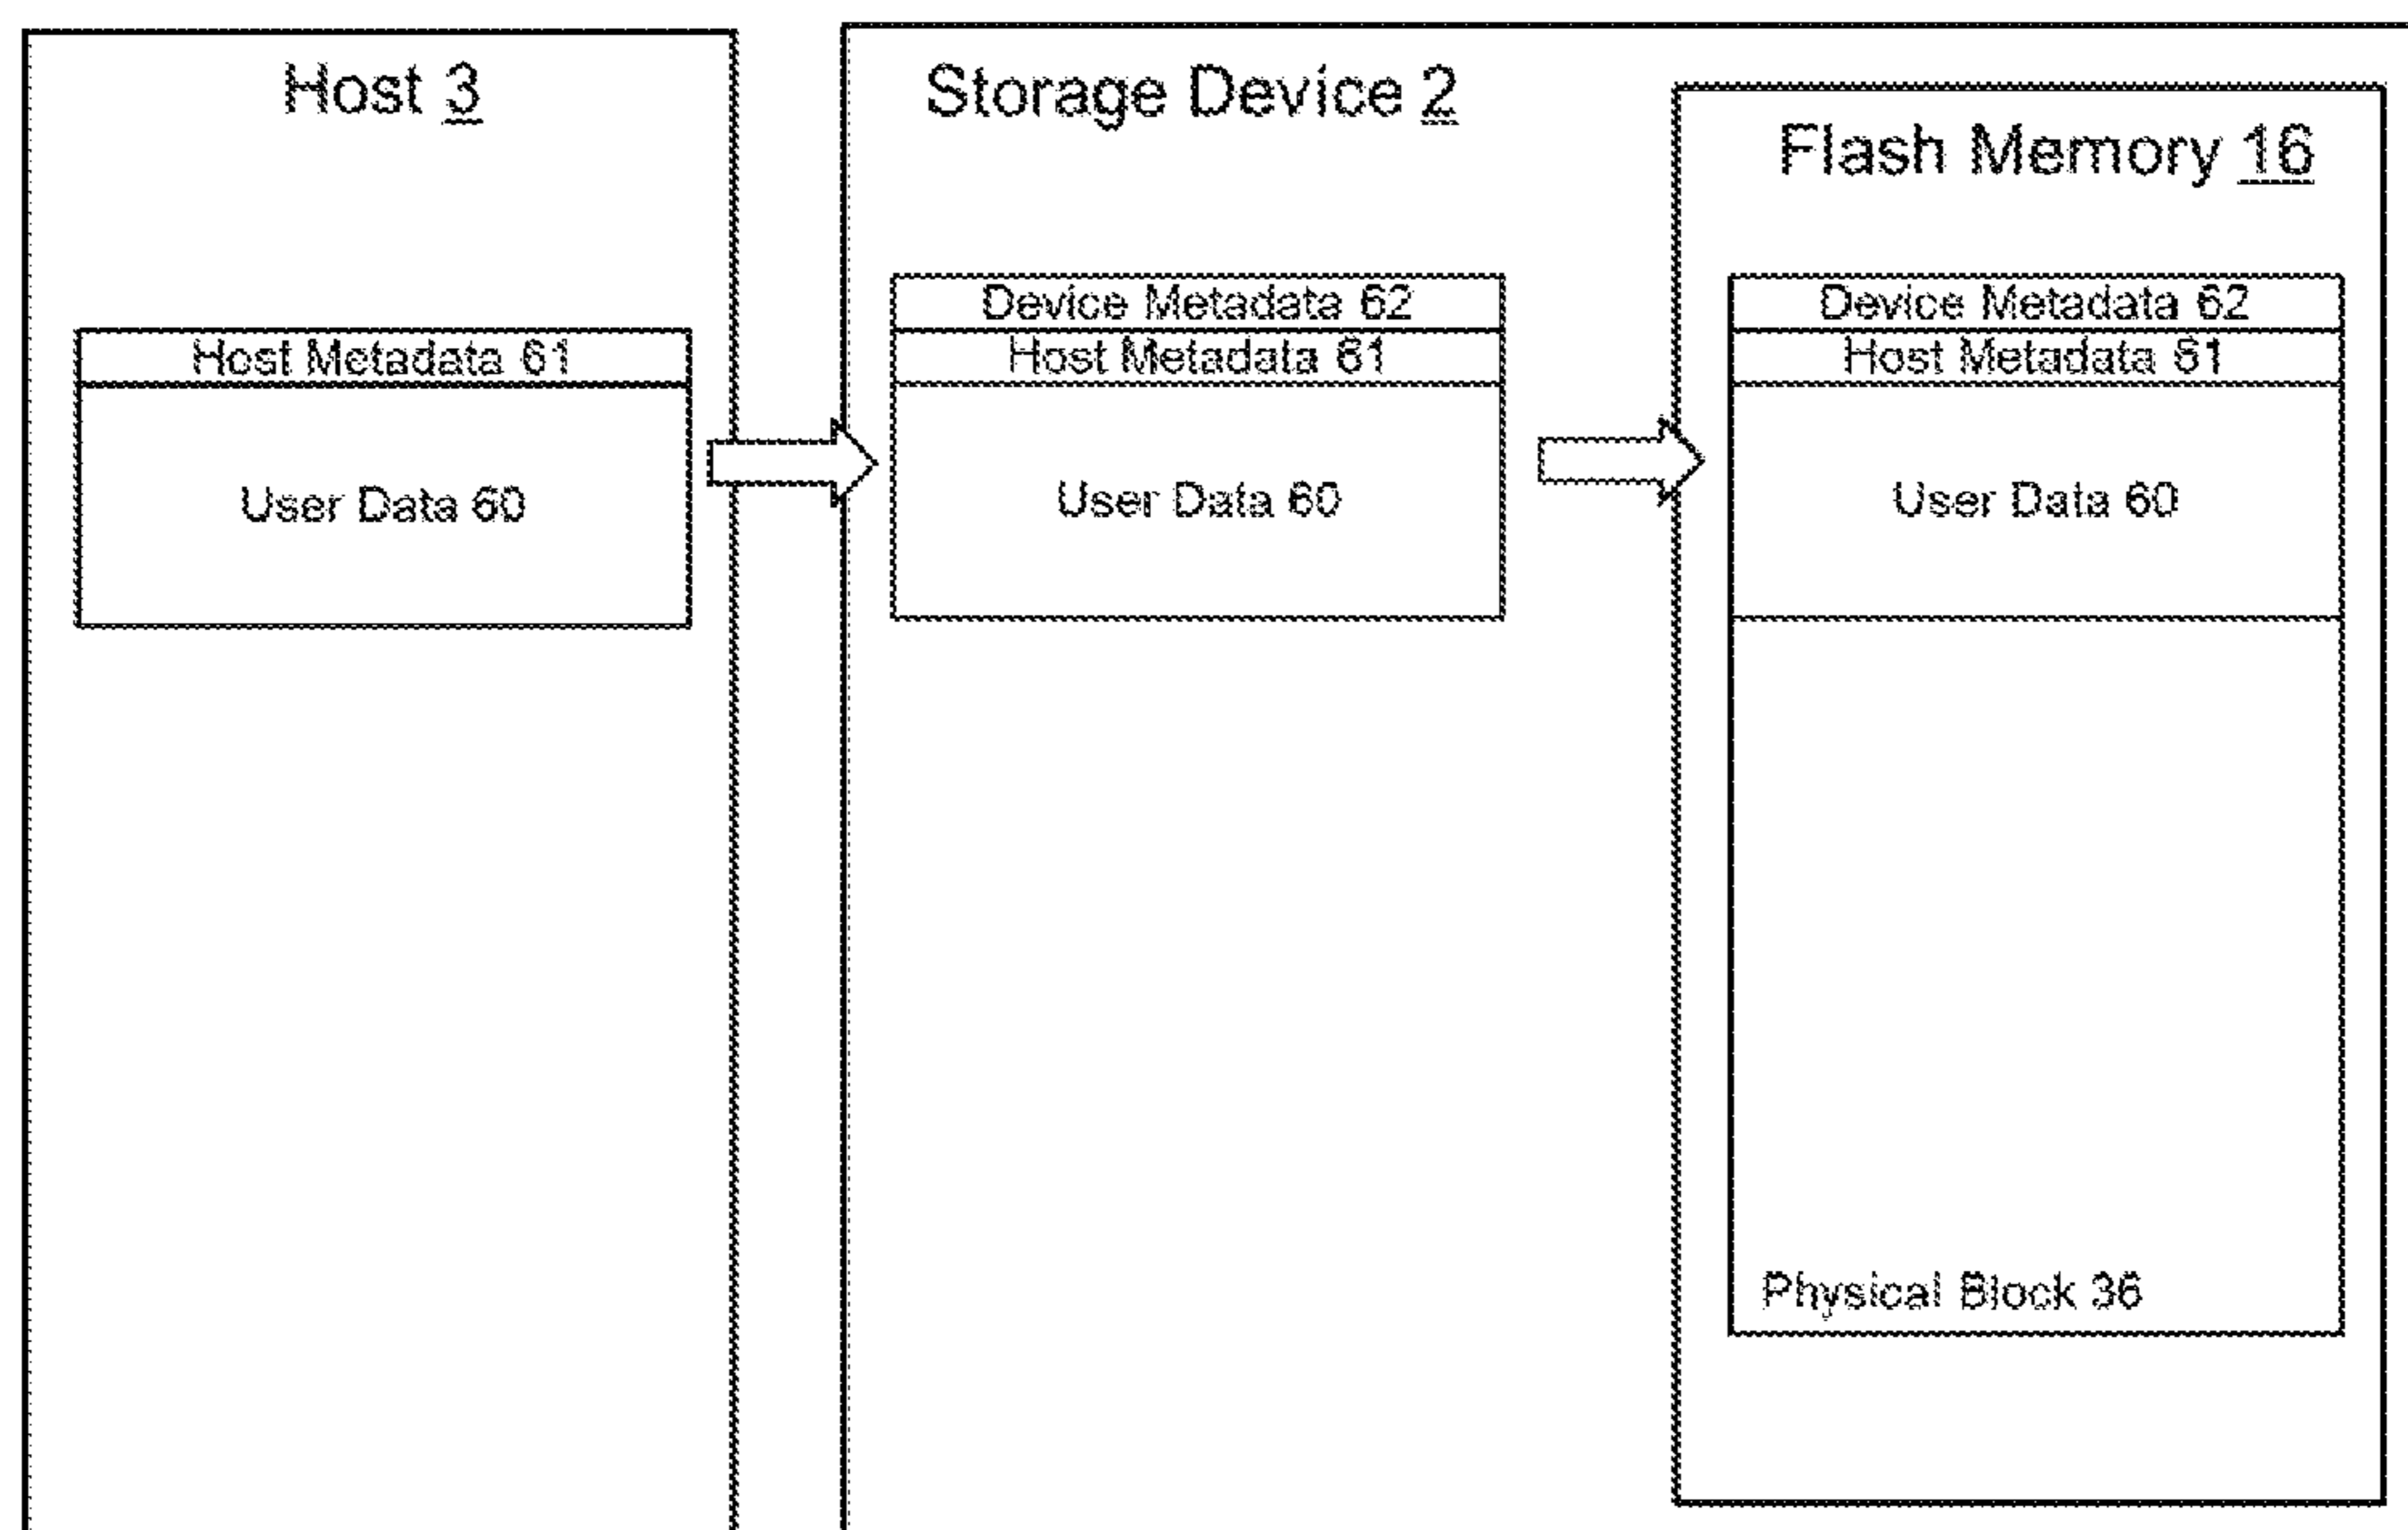 Host 3
Host Metadata 61
User Data 60
Storage Device 2
Device Metadata 62
Host Metadata 61
User Data 60
Flash Memory 16
Device Metadata 62
Host Metadata 61
User Data 60
Physical Block 36